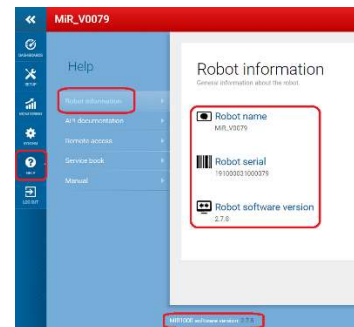 MiR_V0079
DASHBOARDS
SETUP
MONITORING
SYSTEM
HELP
LOG OUT
Help
Robot information
API documentation
Remote access
Service book
Manual
Robot information
General information about the robot.
Robot name
MiR_V0079
Robot serial
191000031000079
Robot software version
2.7.0
MIR1000 software version 2.7.0